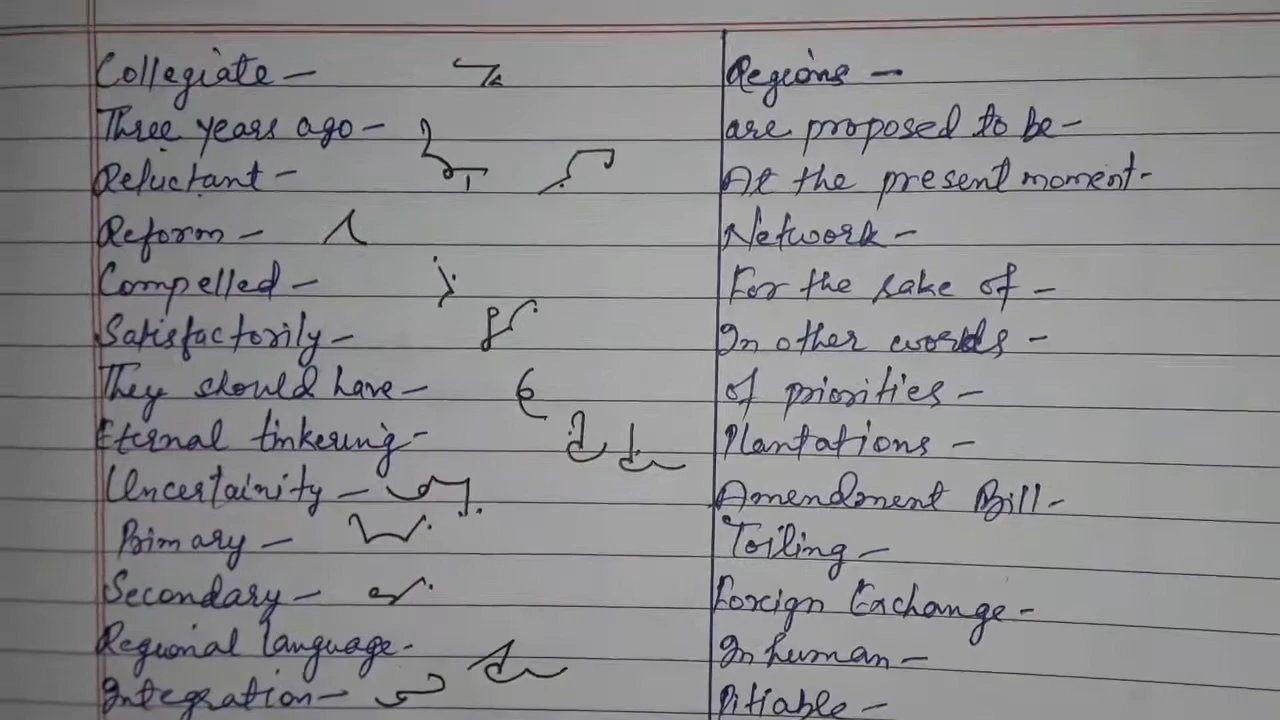 Collegiate -
Three years ago -
Reluctant -
Reform -
Compelled -
Satisfactorily -
They should have -
Eternal tinkering -
Uncertainity -
Primary -
Secondary -
Regional language -
Integration -
Regions -
are proposed to be -
At the present moment -
Network -
For the sake of -
In other words -
of priorities -
Plantations -
Amendment Bill -
Toiling -
Foreign Exchange -
Inhuman -
Pitiable -